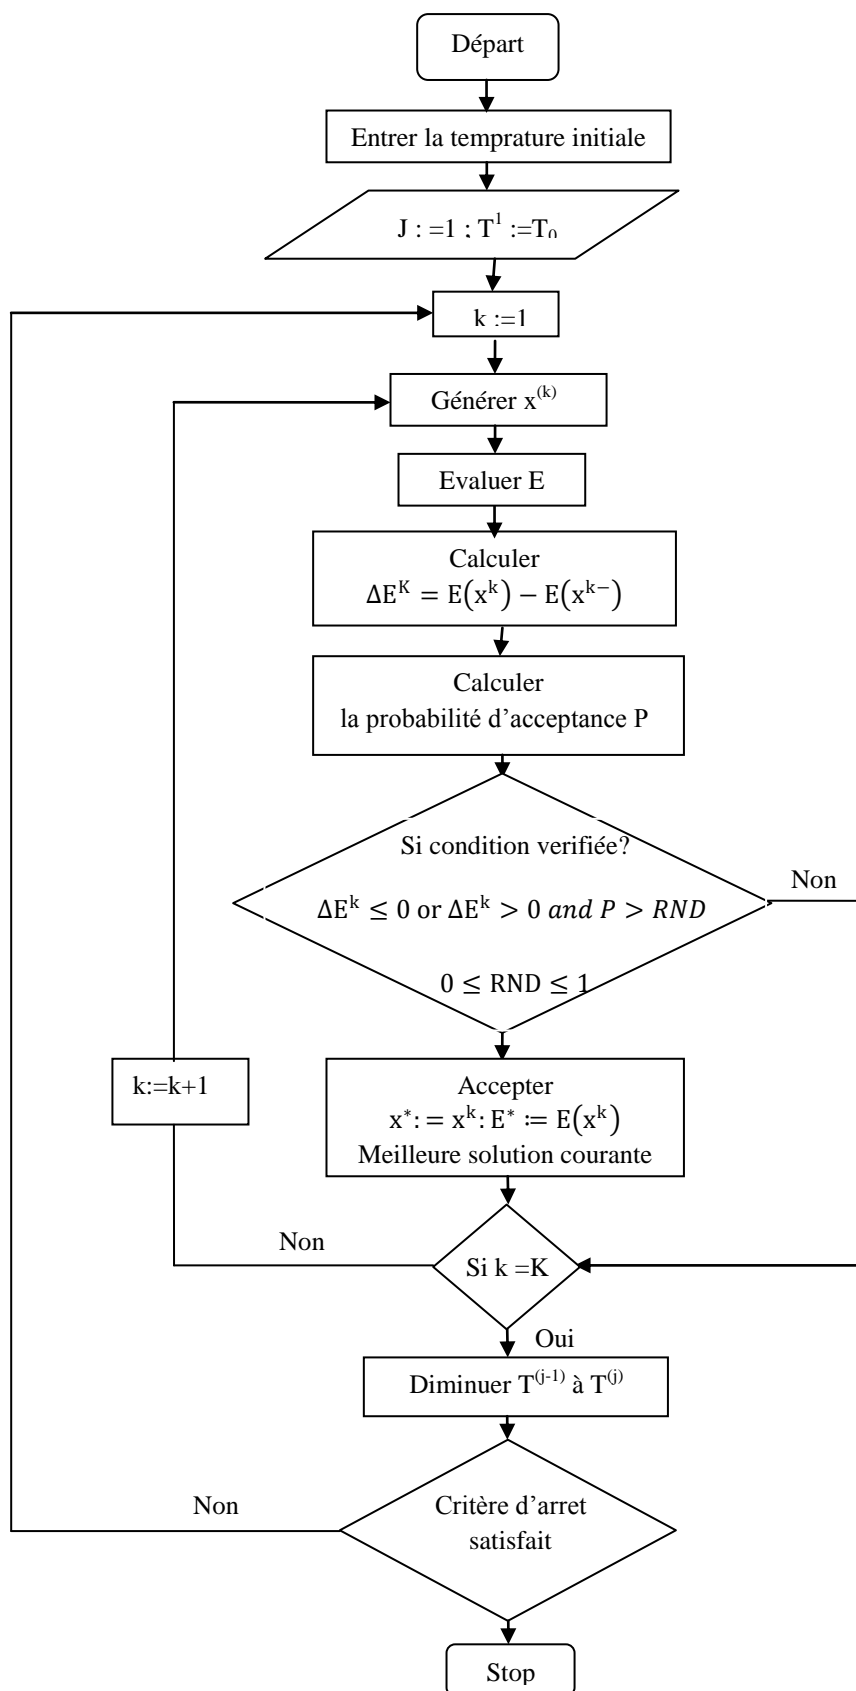 Départ
Entrer la temprature initiale
J : =1 ; T¹ :=T₀
k :=1
Générer x⁽ᵏ⁾
Evaluer E
Calculer
ΔEᴷ = E(xᵏ) − E(xᵏ⁻)
Calculer
la probabilité d’acceptance P
Si condition verifiée?
Non
ΔEᵏ ≤ 0 or ΔEᵏ > 0 and P > RND
0 ≤ RND ≤ 1
k:=k+1
Accepter
x*: = xᵏ: E* ≔ E(xᵏ)
Meilleure solution courante
Non
Si k =K
Oui
Diminuer T⁽ʲ⁻¹⁾ à T⁽ʲ⁾
Non
Critère d’arret
satisfait
Stop